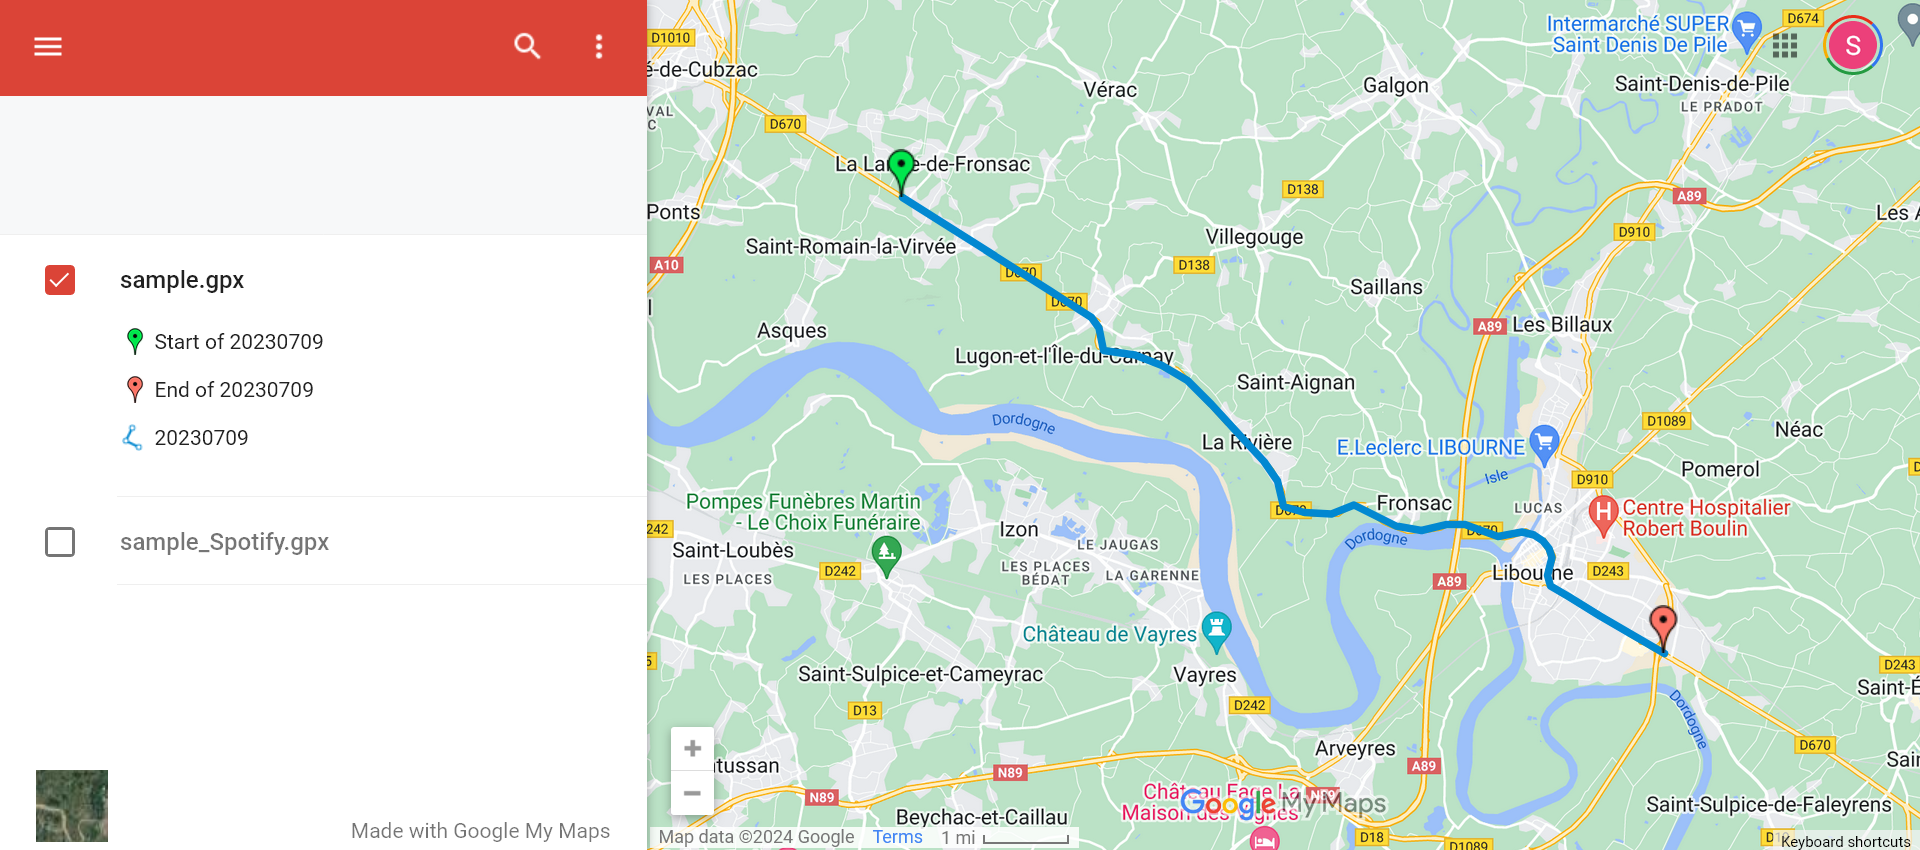 sample.gpx
Start of 20230709
End of 20230709
20230709
sample_Spotify.gpx
Made with Google My Maps
D1010
é-de-Cubzac
VAL
C
D670
La La
e-de-Fronsac
Ponts
Saint-Romain-la-Virvée
A10
l
Asques
D670
D670
Lugon-et-l'Île-du-Carnay
Vérac
Galgon
Intermarché SUPER
Saint Denis De Pile
D674
S
Saint-Denis-de-Pile
LE PRADOT
D138
A89
Les A
D910
Villegouge
D138
Saillans
A89
Les Billaux
Saint-Aignan
D1089
Néac
Dordogne
La Rivière
E.Leclerc LIBOURNE
Isle
D910
Pomerol
D
Pompes Funèbres Martin
- Le Choix Funéraire
D670
Fronsac
LUCAS
Centre Hospitalier
Robert Boulin
242
Izon
D670
Dordogne
Saint-Loubès
LES PLACES
D242
LE JAUGAS
LES PLACES
BÉDAT
LA GARENNE
A89
Libourne
D243
Château de Vayres
5
Saint-Sulpice-et-Cameyrac
Vayres
D243
Saint-É
D13
D242
Dordogne
D670
Arveyres
Sai
tussan
N89
A89
N89
Château Fage La
Maison des Vignes
N89
Google My Maps
Saint-Sulpice-de-Faleyrens
Beychac-et-Caillau
Map data ©2024 Google
Terms
1 mi
D18
D1089
Keyboard shortcuts